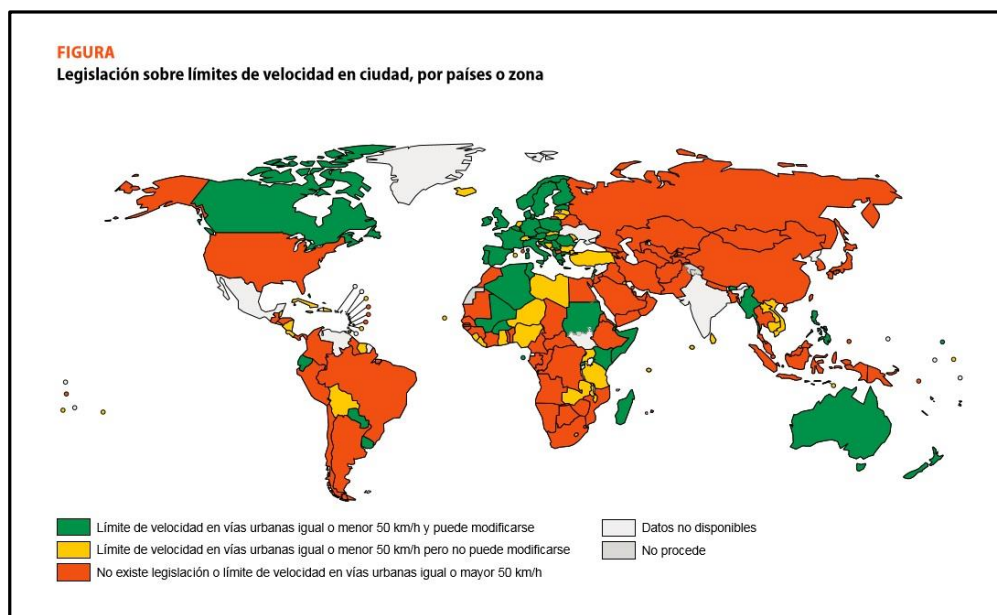 FIGURA
Legislación sobre límites de velocidad en ciudad, por países o zona
Límite de velocidad en vías urbanas igual o menor 50 km/h y puede modificarse
Límite de velocidad en vías urbanas igual o menor 50 km/h pero no puede modificarse
No existe legislación o límite de velocidad en vías urbanas igual o mayor 50 km/h
Datos no disponibles
No procede